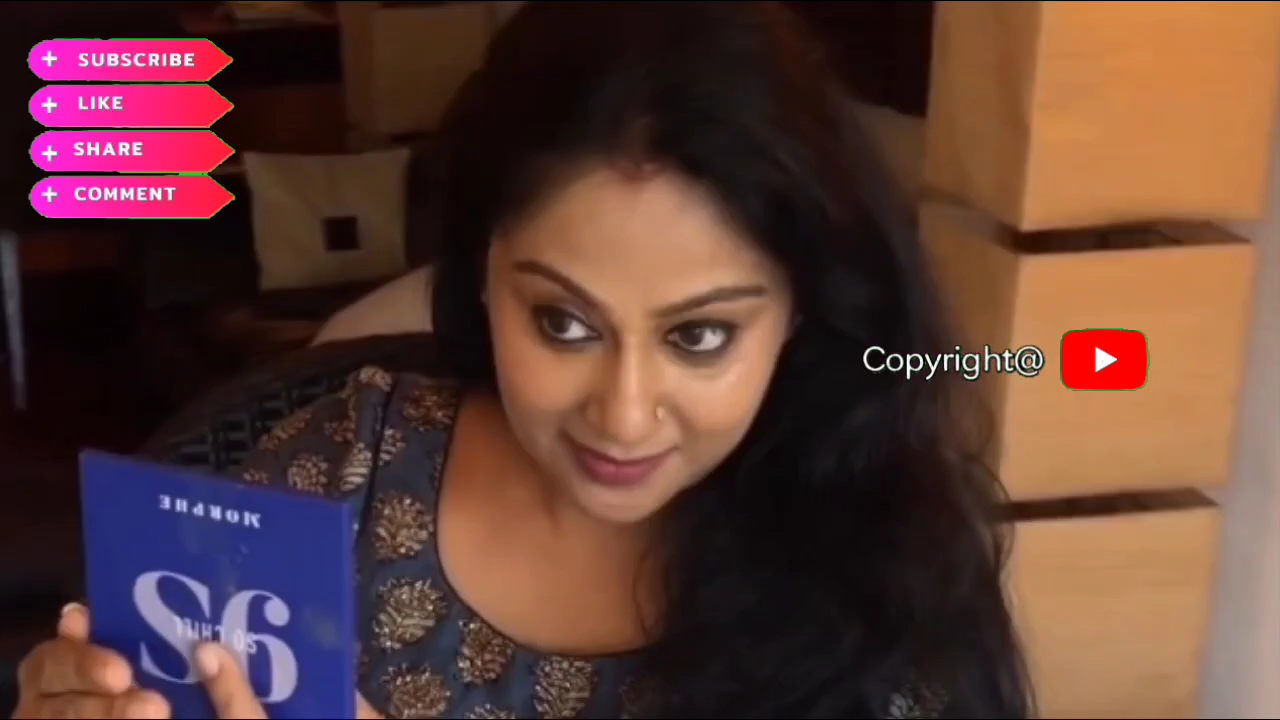 SUBSCRIBE
LIKE
SHARE
COMMENT
Copyright@
MORPHE
9S
SO CHILL